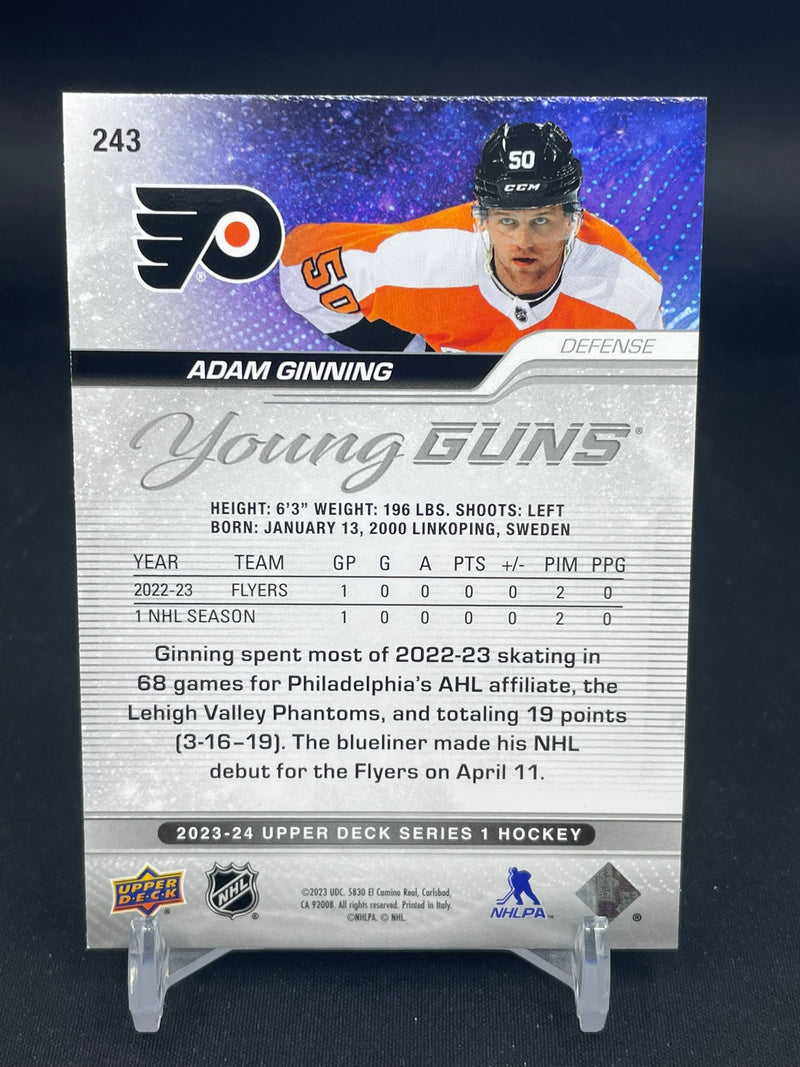 243
50
CCM
50
DEFENSE
ADAM GINNING
Young GUNS®
HEIGHT: 6'3" WEIGHT: 196 LBS. SHOOTS: LEFT
BORN: JANUARY 13, 2000 LINKOPING, SWEDEN
YEAR TEAM GP G A PTS +/- PIM PPG
2022-23 FLYERS 1 0 0 0 0 2 0
1 NHL SEASON 1 0 0 0 0 2 0
Ginning spent most of 2022-23 skating in
68 games for Philadelphia's AHL affiliate, the
Lehigh Valley Phantoms, and totaling 19 points
(3-16–19). The blueliner made his NHL
debut for the Flyers on April 11.
2023-24 UPPER DECK SERIES 1 HOCKEY
UPPER DECK®
NHL®
©2023 UDC. 5830 El Camino Real, Carlsbad,
CA 92008. All rights reserved. Printed in Italy.
©NHLPA. © NHL.
NHLPA™
®